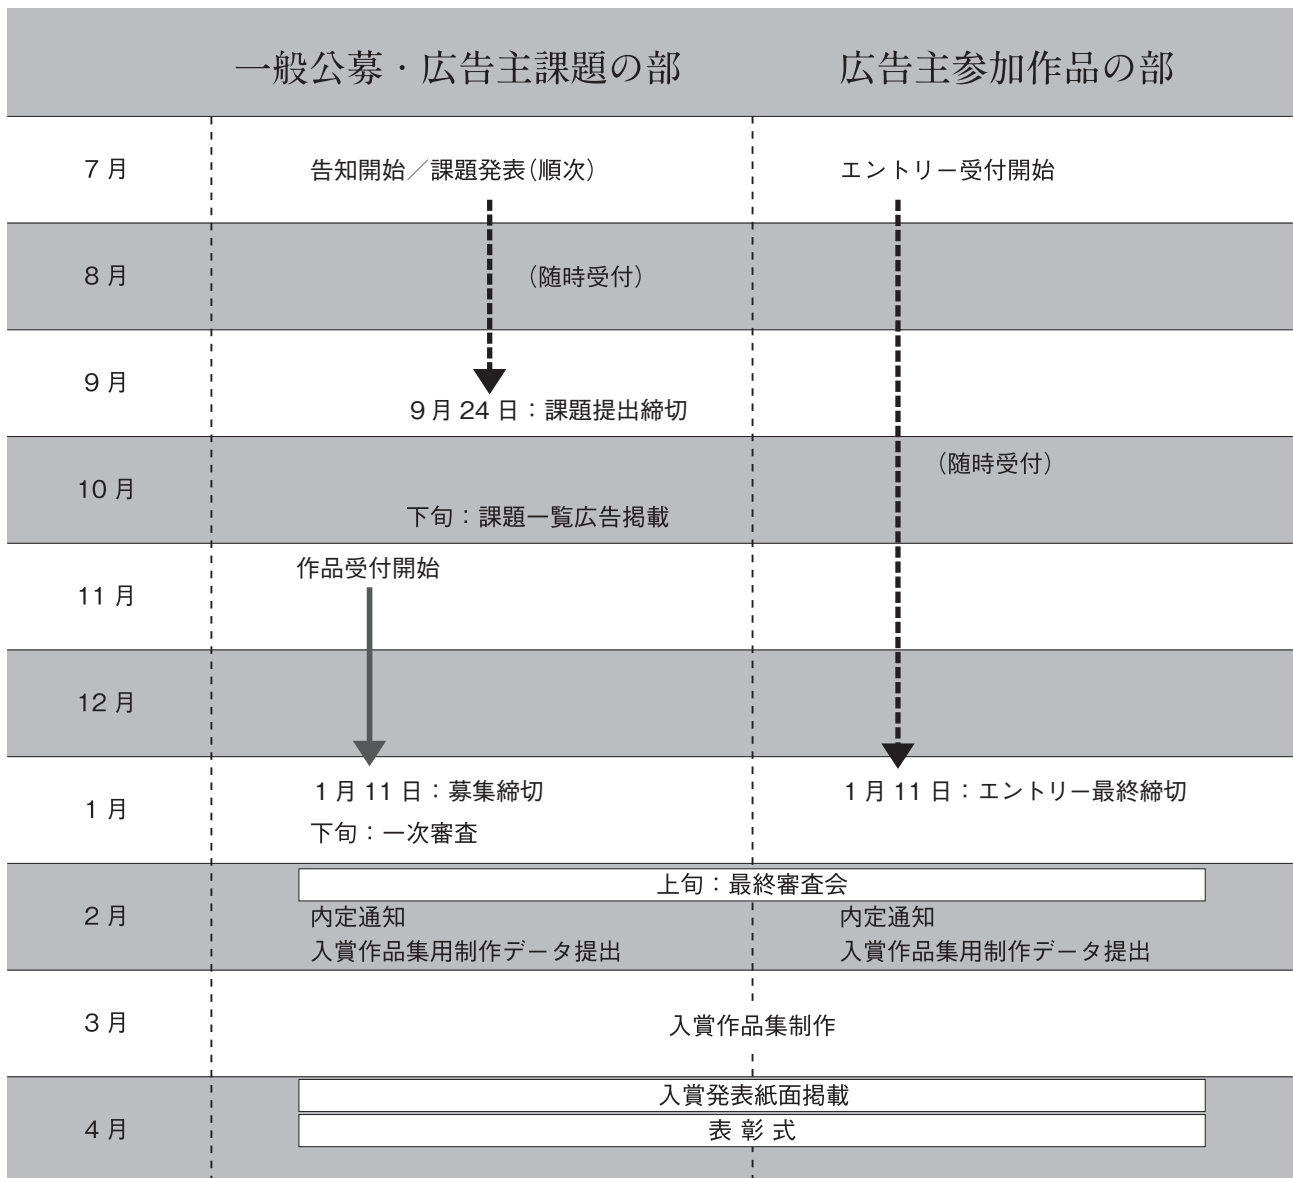 一般公募・広告主課題の部
広告主参加作品の部
7月
告知開始／課題発表(順次)
エントリー受付開始
8月
(随時受付)
9月
9月24日：課題提出締切
10月
(随時受付)
下旬：課題一覧広告掲載
11月
作品受付開始
12月
1月
1月11日：募集締切
下旬：一次審査
1月11日：エントリー最終締切
2月
上旬：最終審査会
内定通知
入賞作品集用制作データ提出
内定通知
入賞作品集用制作データ提出
3月
入賞作品集制作
4月
入賞発表紙面掲載
表 彰 式